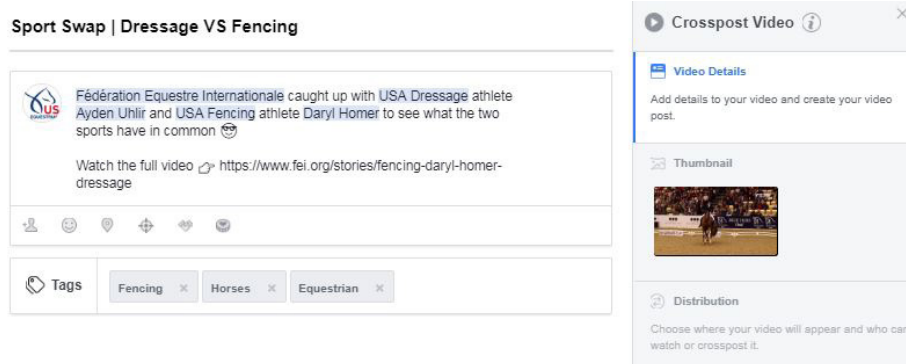 Sport Swap | Dressage VS Fencing
Fédération Equestre Internationale caught up with USA Dressage athlete
Ayden Uhlir and USA Fencing athlete Daryl Homer to see what the two
sports have in common 😎
Watch the full video 👉 https://www.fei.org/stories/fencing-daryl-homer-
dressage
US
EQUESTRIAN
Tags
Fencing ×
Horses ×
Equestrian ×
Crosspost Video i
×
Video Details
Add details to your video and create your video
post.
Thumbnail
Distribution
Choose where your video will appear and who can
watch or crosspost it.